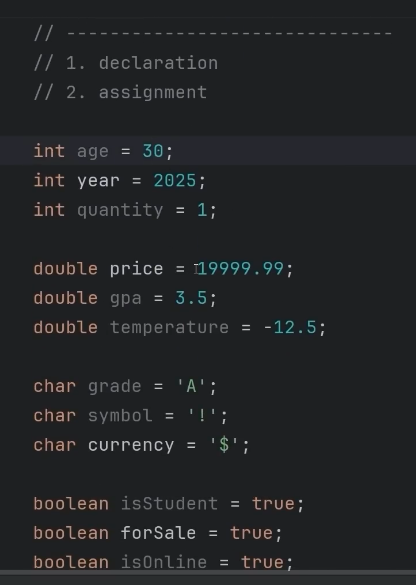 // ------------------------------
// 1. declaration
// 2. assignment
int age = 30;
int year = 2025;
int quantity = 1;
double price = 19999.99;
double gpa = 3.5;
double temperature = -12.5;
char grade = 'A';
char symbol = '!';
char currency = '$';
boolean isStudent = true;
boolean forSale = true;
boolean isOnline = true;